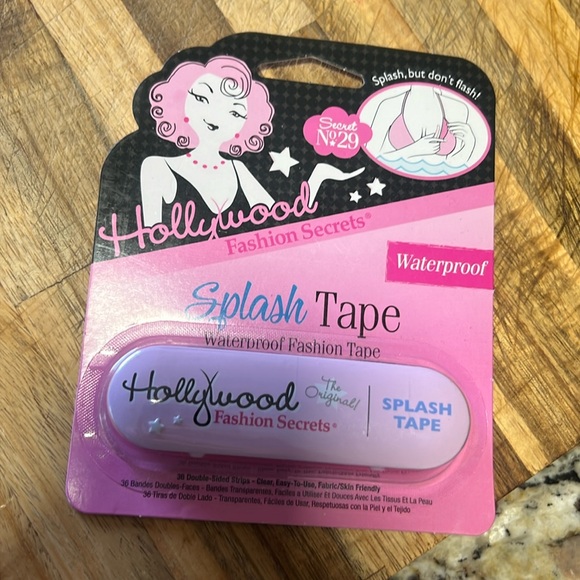 Splash, but don't flash!
Secret
No 29
Hollywood
Fashion Secrets®
Waterproof
Splash Tape
Waterproof Fashion Tape
Hollywood
The Original!
Fashion Secrets®
SPLASH
TAPE
36 Double-Sided Strips • Clear, Easy-To-Use, Fabric/Skin Friendly
36 Bandes Doubles-Faces - Bandes Transparentes, Faciles a Utiliser Et Douces Avec Les Tissus Et La Peau
36 Tiras de Doble Lado - Transparentes, Fáciles de Usar, Respetuosas con la Piel y el Tejido